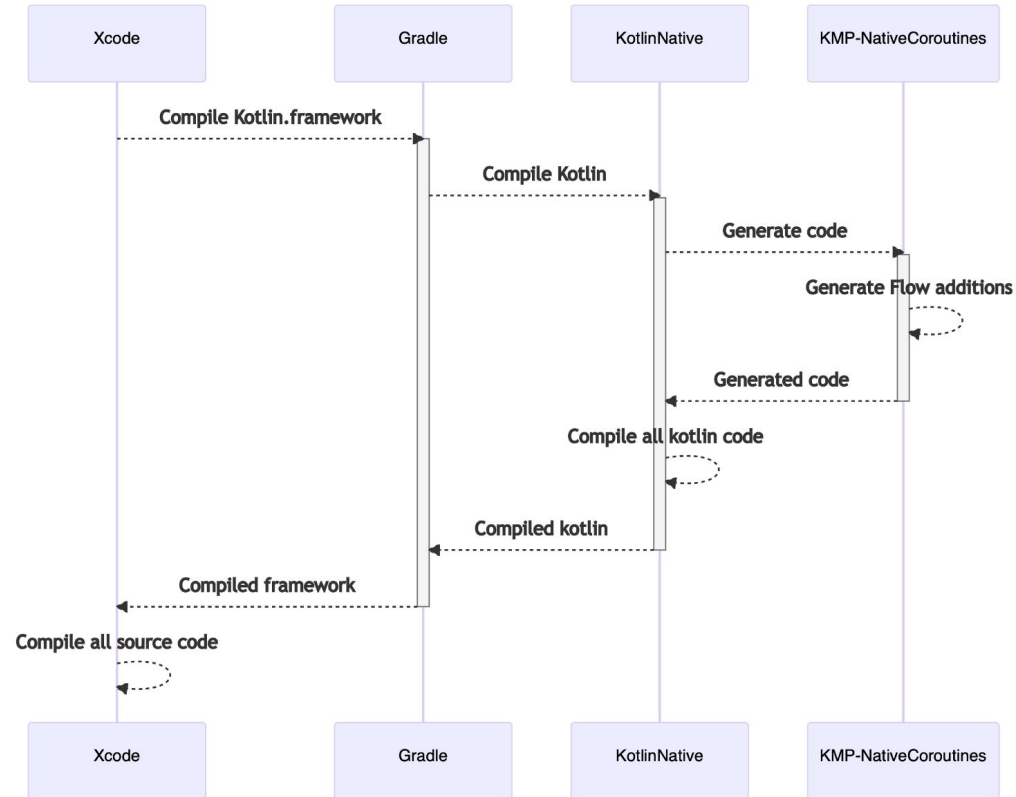 Xcode
Gradle
KotlinNative
KMP-NativeCoroutines
Compile Kotlin.framework
Compile Kotlin
Generate code
Generate Flow additions
Generated code
Compile all kotlin code
Compiled kotlin
Compiled framework
Compile all source code
Xcode
Gradle
KotlinNative
KMP-NativeCoroutines